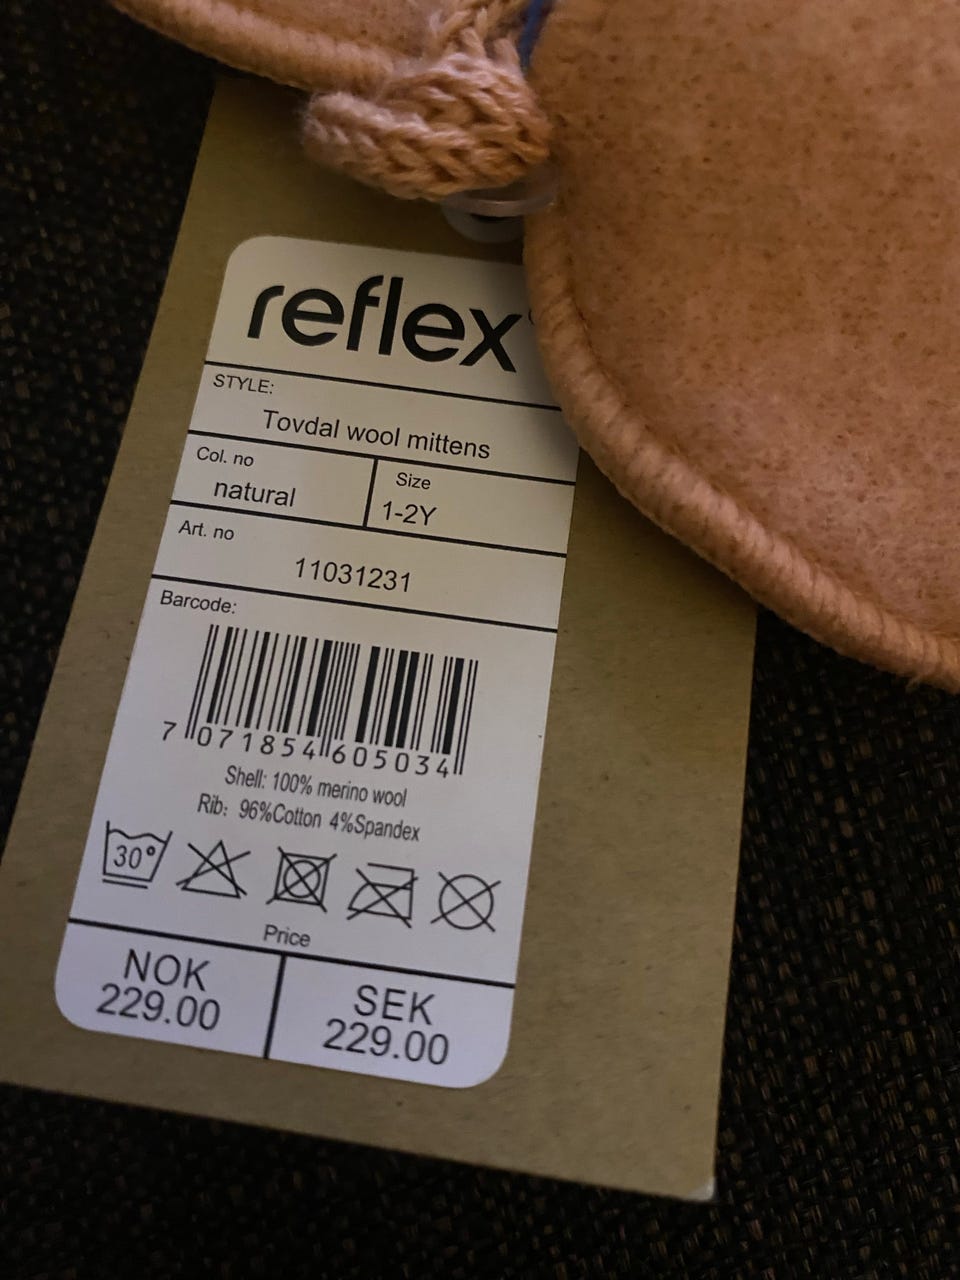 reflex
STYLE:
Tovdal wool mittens
Col. no
natural
Size
1-2Y
Art. no
11031231
Barcode:
7 071854 605034
Shell: 100% merino wool
Rib: 96%Cotton 4%Spandex
30°
Price
NOK
229.00
SEK
229.00